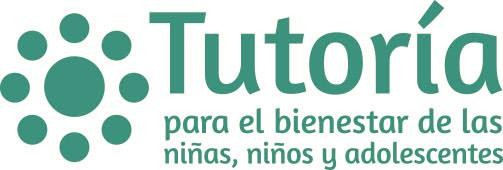 Tutoría
para el bienestar de las
niñas, niños y adolescentes